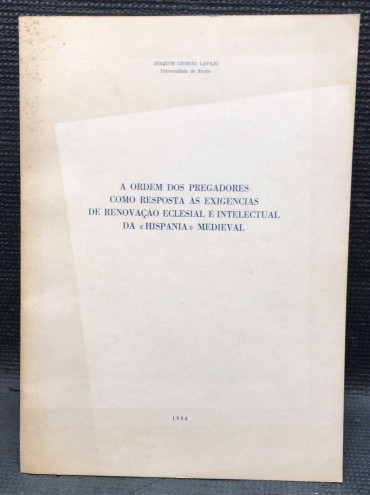 JOAQUIM CHORÃO LAVAJO
Universidade de Évora
A ORDEM DOS PREGADORES
COMO RESPOSTA ÀS EXIGENCIAS
DE RENOVAÇÃO ECLESIAL E INTELECTUAL
DA «HISPANIA» MEDIEVAL
1984